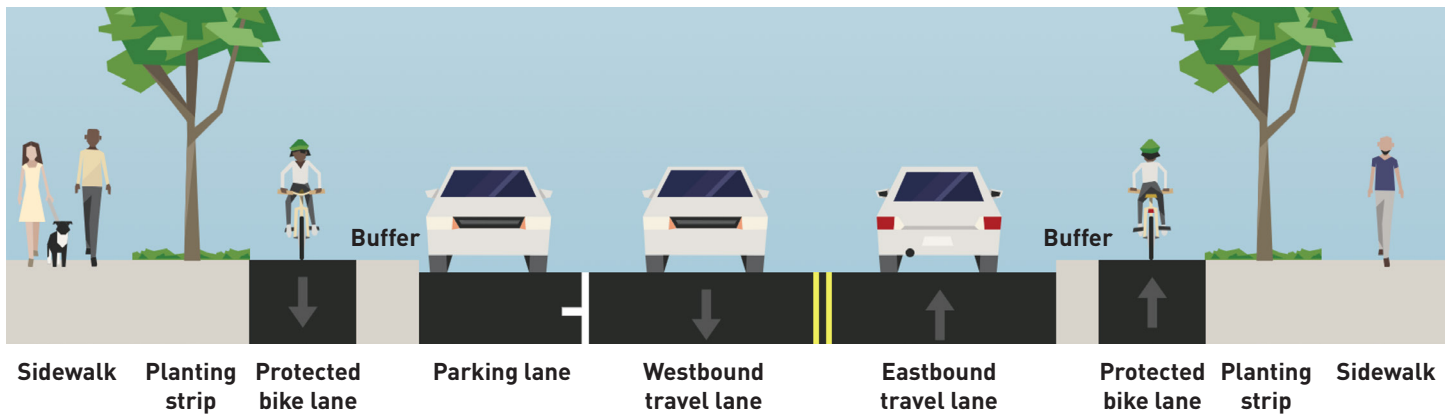 Buffer
Buffer
Sidewalk
Planting
strip
Protected
bike lane
Parking lane
Westbound
travel lane
Eastbound
travel lane
Protected
bike lane
Planting
strip
Sidewalk